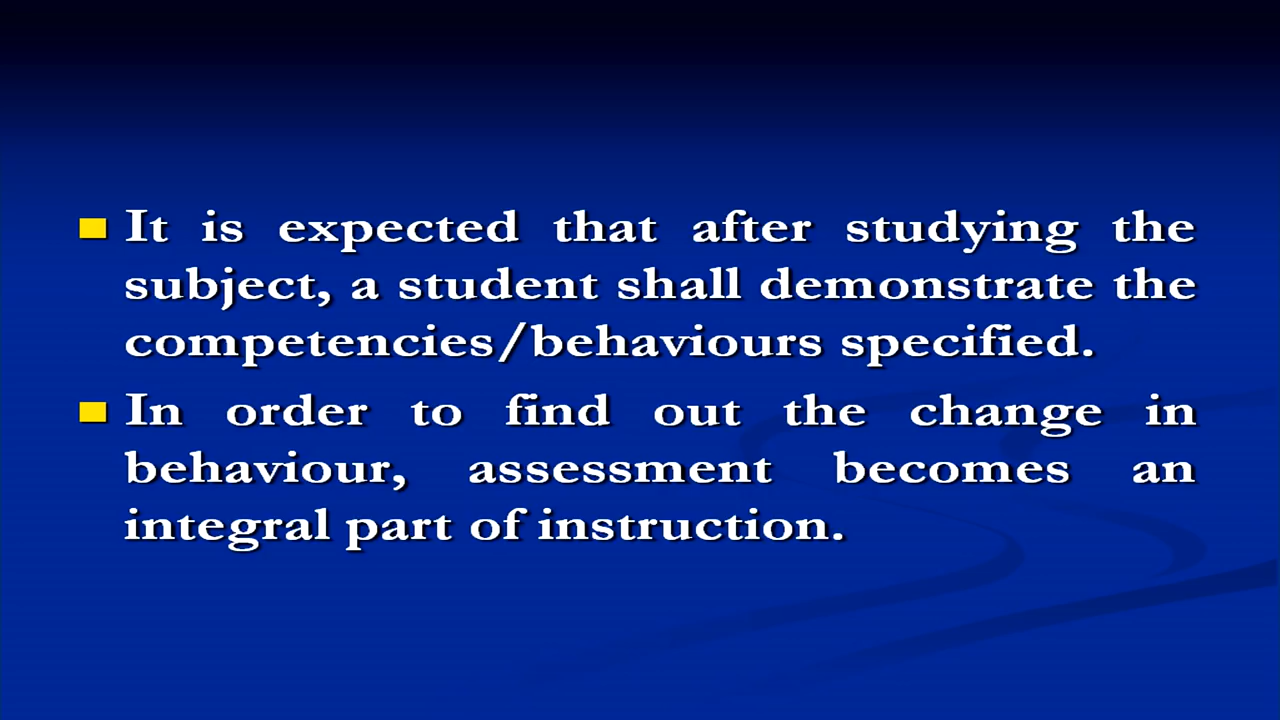 It is expected that after studying the
subject, a student shall demonstrate the
competencies/behaviours specified.
In order to find out the change in
behaviour, assessment becomes an
integral part of instruction.